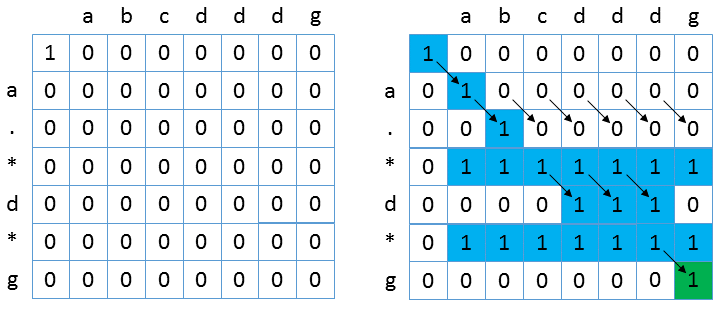 a b c d d d g
1 0 0 0 0 0 0 0
a 0 0 0 0 0 0 0 0
. 0 0 0 0 0 0 0 0
* 0 0 0 0 0 0 0 0
d 0 0 0 0 0 0 0 0
* 0 0 0 0 0 0 0 0
g 0 0 0 0 0 0 0 0
a b c d d d g
1 0 0 0 0 0 0 0
a 0 1 0 0 0 0 0 0
. 0 0 1 0 0 0 0 0
* 0 1 1 1 1 1 1 1
d 0 0 0 0 1 1 1 0
* 0 1 1 1 1 1 1 1
g 0 0 0 0 0 0 0 1